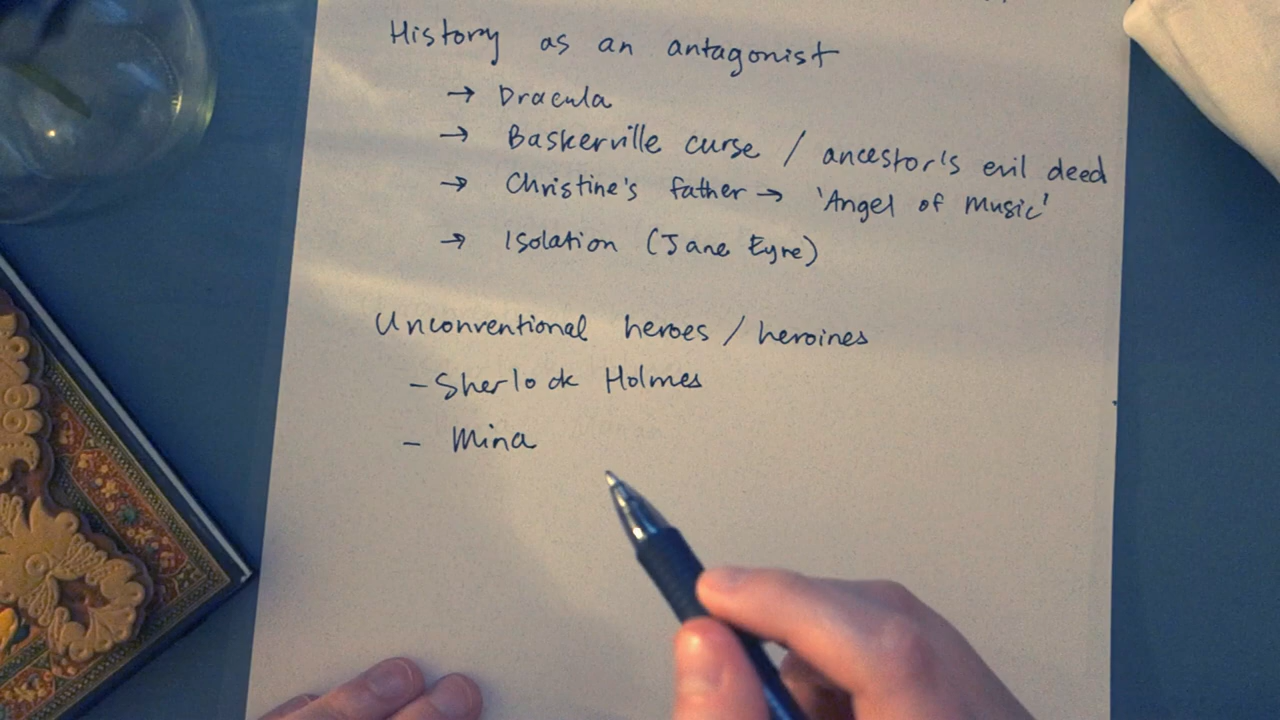 History as an antagonist
→ Dracula
→ Baskerville curse / ancestor's evil deed
→ Christine's father → 'Angel of Music'
→ Isolation (Jane Eyre)
Unconventional heroes / heroines
- Sherlock Holmes
- Mina